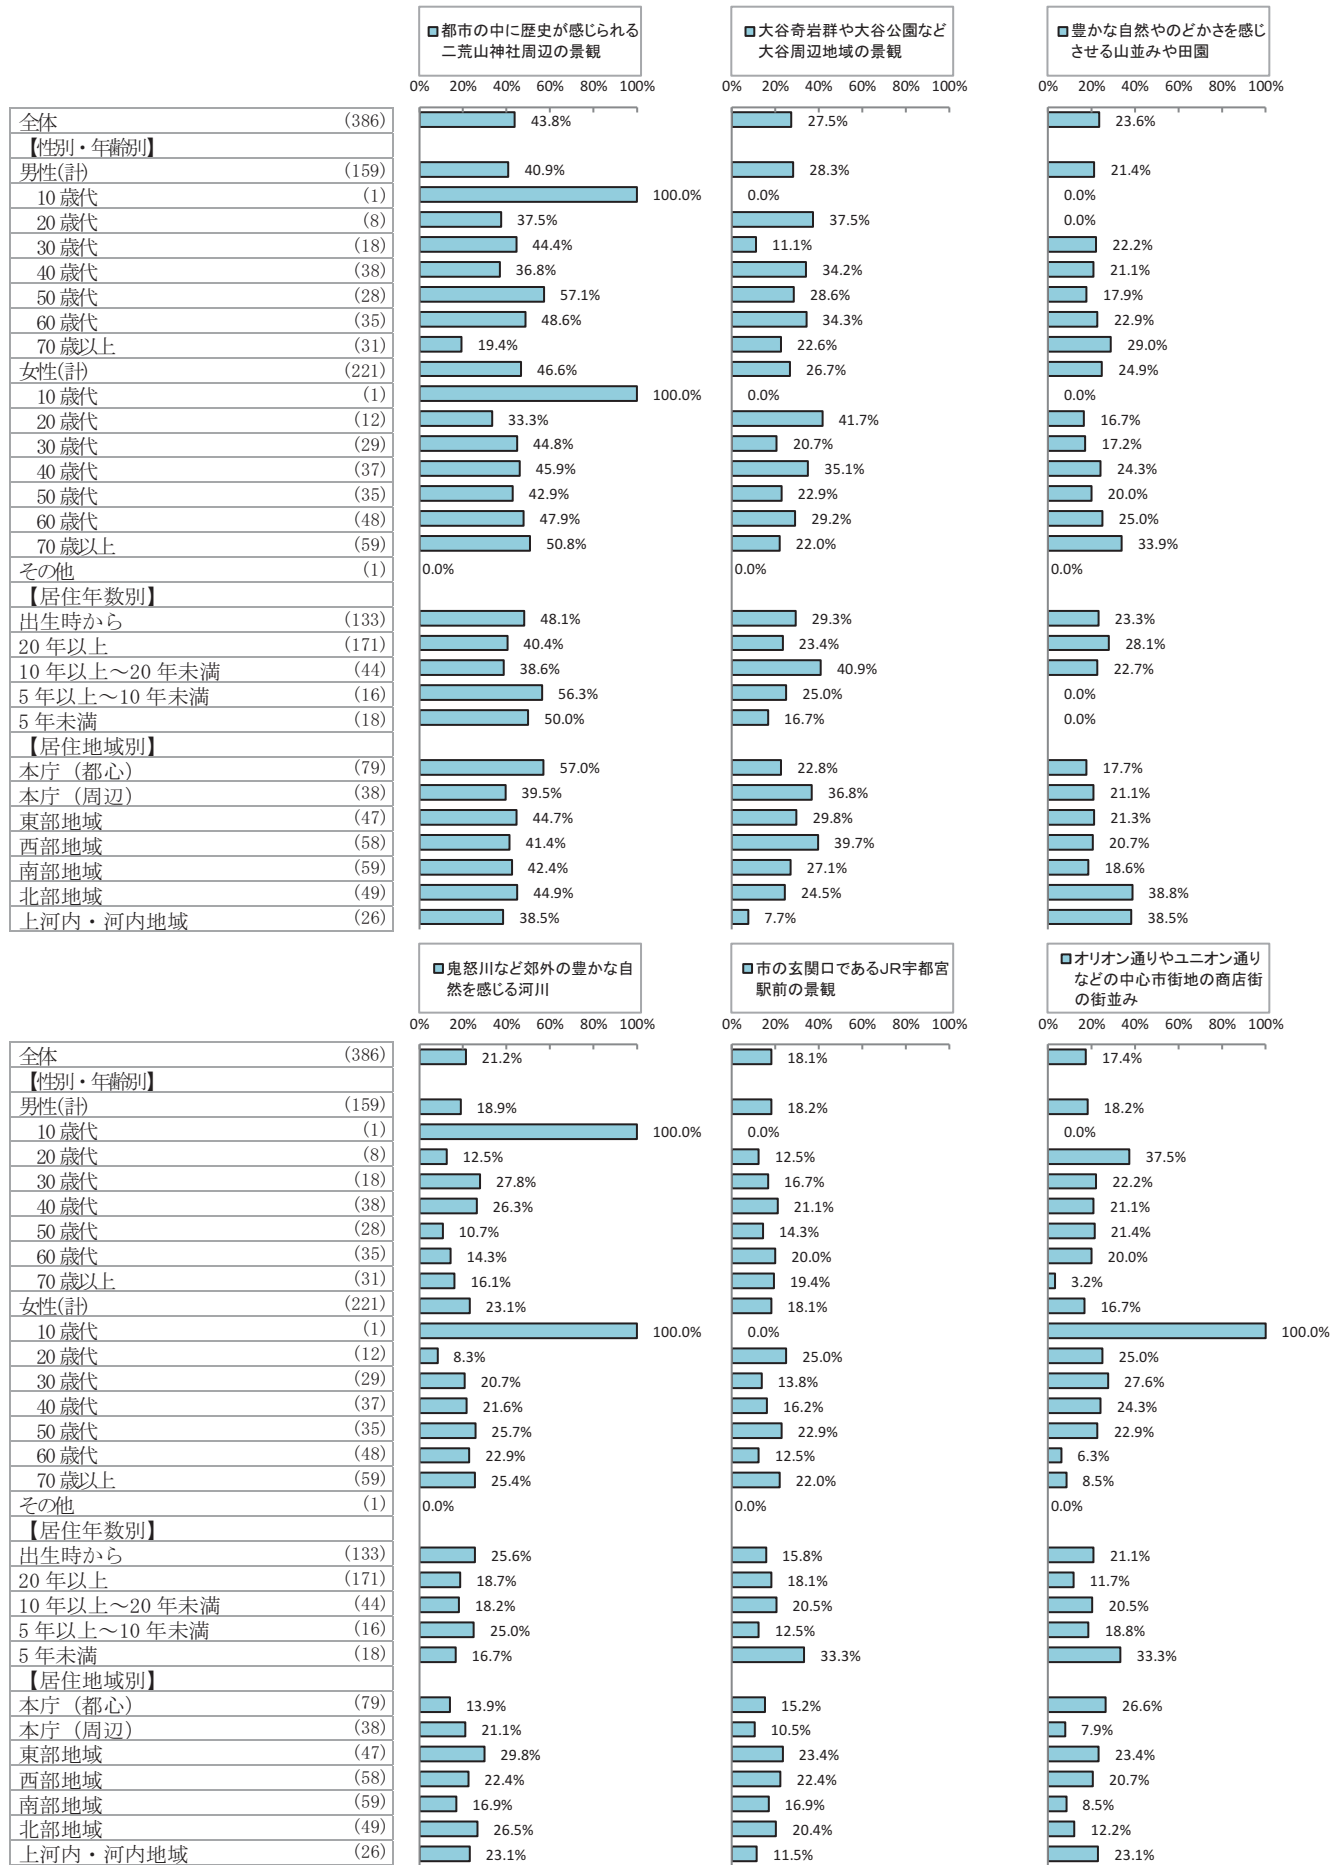 ■都市の中に歴史が感じられる
二荒山神社周辺の景観
■大谷奇岩群や大谷公園など
大谷周辺地域の景観
■豊かな自然やのどかさを感じ
させる山並みや田園
0% 20% 40% 60% 80% 100% 0% 20% 40% 60% 80% 100% 0% 20% 40% 60% 80% 100%
全体 (386) 43.8% 27.5% 23.6%
【性別・年齢別】
男性(計) (159) 40.9% 28.3% 21.4%
10歳代 (1) 100.0% 0.0% 0.0%
20歳代 (8) 37.5% 37.5% 0.0%
30歳代 (18) 44.4% 11.1% 22.2%
40歳代 (38) 36.8% 34.2% 21.1%
50歳代 (28) 57.1% 28.6% 17.9%
60歳代 (35) 48.6% 34.3% 22.9%
70歳以上 (31) 19.4% 22.6% 29.0%
女性(計) (221) 46.6% 26.7% 24.9%
10歳代 (1) 100.0% 0.0% 0.0%
20歳代 (12) 33.3% 41.7% 16.7%
30歳代 (29) 44.8% 20.7% 17.2%
40歳代 (37) 45.9% 35.1% 24.3%
50歳代 (35) 42.9% 22.9% 20.0%
60歳代 (48) 47.9% 29.2% 25.0%
70歳以上 (59) 50.8% 22.0% 33.9%
その他 (1) 0.0% 0.0% 0.0%
【居住年数別】
出生時から (133) 48.1% 29.3% 23.3%
20年以上 (171) 40.4% 23.4% 28.1%
10年以上～20年未満 (44) 38.6% 40.9% 22.7%
5年以上～10年未満 (16) 56.3% 25.0% 0.0%
5年未満 (18) 50.0% 16.7% 0.0%
【居住地域別】
本庁（都心） (79) 57.0% 22.8% 17.7%
本庁（周辺） (38) 39.5% 36.8% 21.1%
東部地域 (47) 44.7% 29.8% 21.3%
西部地域 (58) 41.4% 39.7% 20.7%
南部地域 (59) 42.4% 27.1% 18.6%
北部地域 (49) 44.9% 24.5% 38.8%
上河内・河内地域 (26) 38.5% 7.7% 38.5%
■鬼怒川など郊外の豊かな自
然を感じる河川
■市の玄関口であるJR宇都宮
駅前の景観
■オリオン通りやユニオン通り
などの中心市街地の商店街
の街並み
0% 20% 40% 60% 80% 100% 0% 20% 40% 60% 80% 100% 0% 20% 40% 60% 80% 100%
全体 (386) 21.2% 18.1% 17.4%
【性別・年齢別】
男性(計) (159) 18.9% 18.2% 18.2%
10歳代 (1) 100.0% 0.0% 0.0%
20歳代 (8) 12.5% 12.5% 37.5%
30歳代 (18) 27.8% 16.7% 22.2%
40歳代 (38) 26.3% 21.1% 21.1%
50歳代 (28) 10.7% 14.3% 21.4%
60歳代 (35) 14.3% 20.0% 20.0%
70歳以上 (31) 16.1% 19.4% 3.2%
女性(計) (221) 23.1% 18.1% 16.7%
10歳代 (1) 100.0% 0.0% 100.0%
20歳代 (12) 8.3% 25.0% 25.0%
30歳代 (29) 20.7% 13.8% 27.6%
40歳代 (37) 21.6% 16.2% 24.3%
50歳代 (35) 25.7% 22.9% 22.9%
60歳代 (48) 22.9% 12.5% 6.3%
70歳以上 (59) 25.4% 22.0% 8.5%
その他 (1) 0.0% 0.0% 0.0%
【居住年数別】
出生時から (133) 25.6% 15.8% 21.1%
20年以上 (171) 18.7% 18.1% 11.7%
10年以上～20年未満 (44) 18.2% 20.5% 20.5%
5年以上～10年未満 (16) 25.0% 12.5% 18.8%
5年未満 (18) 16.7% 33.3% 33.3%
【居住地域別】
本庁（都心） (79) 13.9% 15.2% 26.6%
本庁（周辺） (38) 21.1% 10.5% 7.9%
東部地域 (47) 29.8% 23.4% 23.4%
西部地域 (58) 22.4% 22.4% 20.7%
南部地域 (59) 16.9% 16.9% 8.5%
北部地域 (49) 26.5% 20.4% 12.2%
上河内・河内地域 (26) 23.1% 11.5% 23.1%